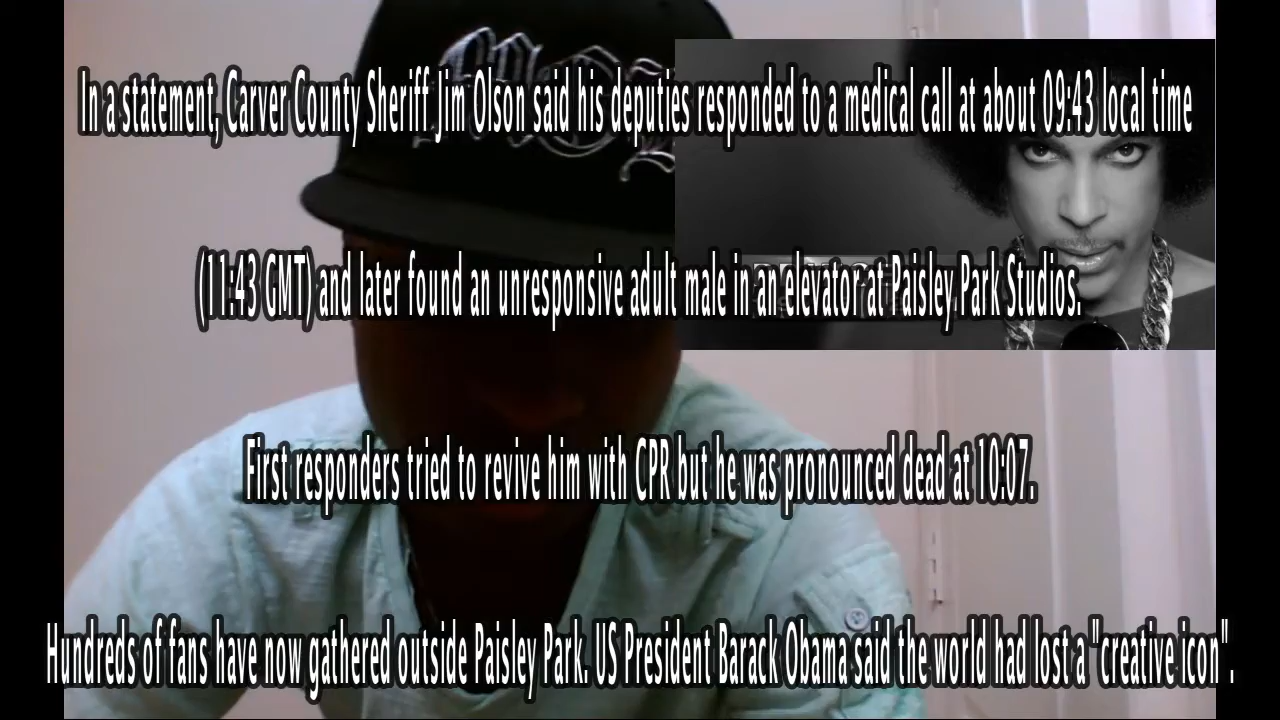 In a statement, Carver County Sheriff Jim Olson said his deputies responded to a medical call at about 09:43 local time
(11:43 GMT) and later found an unresponsive adult male in an elevator at Paisley Park Studios.
First responders tried to revive him with CPR but he was pronounced dead at 10:07.
Hundreds of fans have now gathered outside Paisley Park. US President Barack Obama said the world had lost a "creative icon".